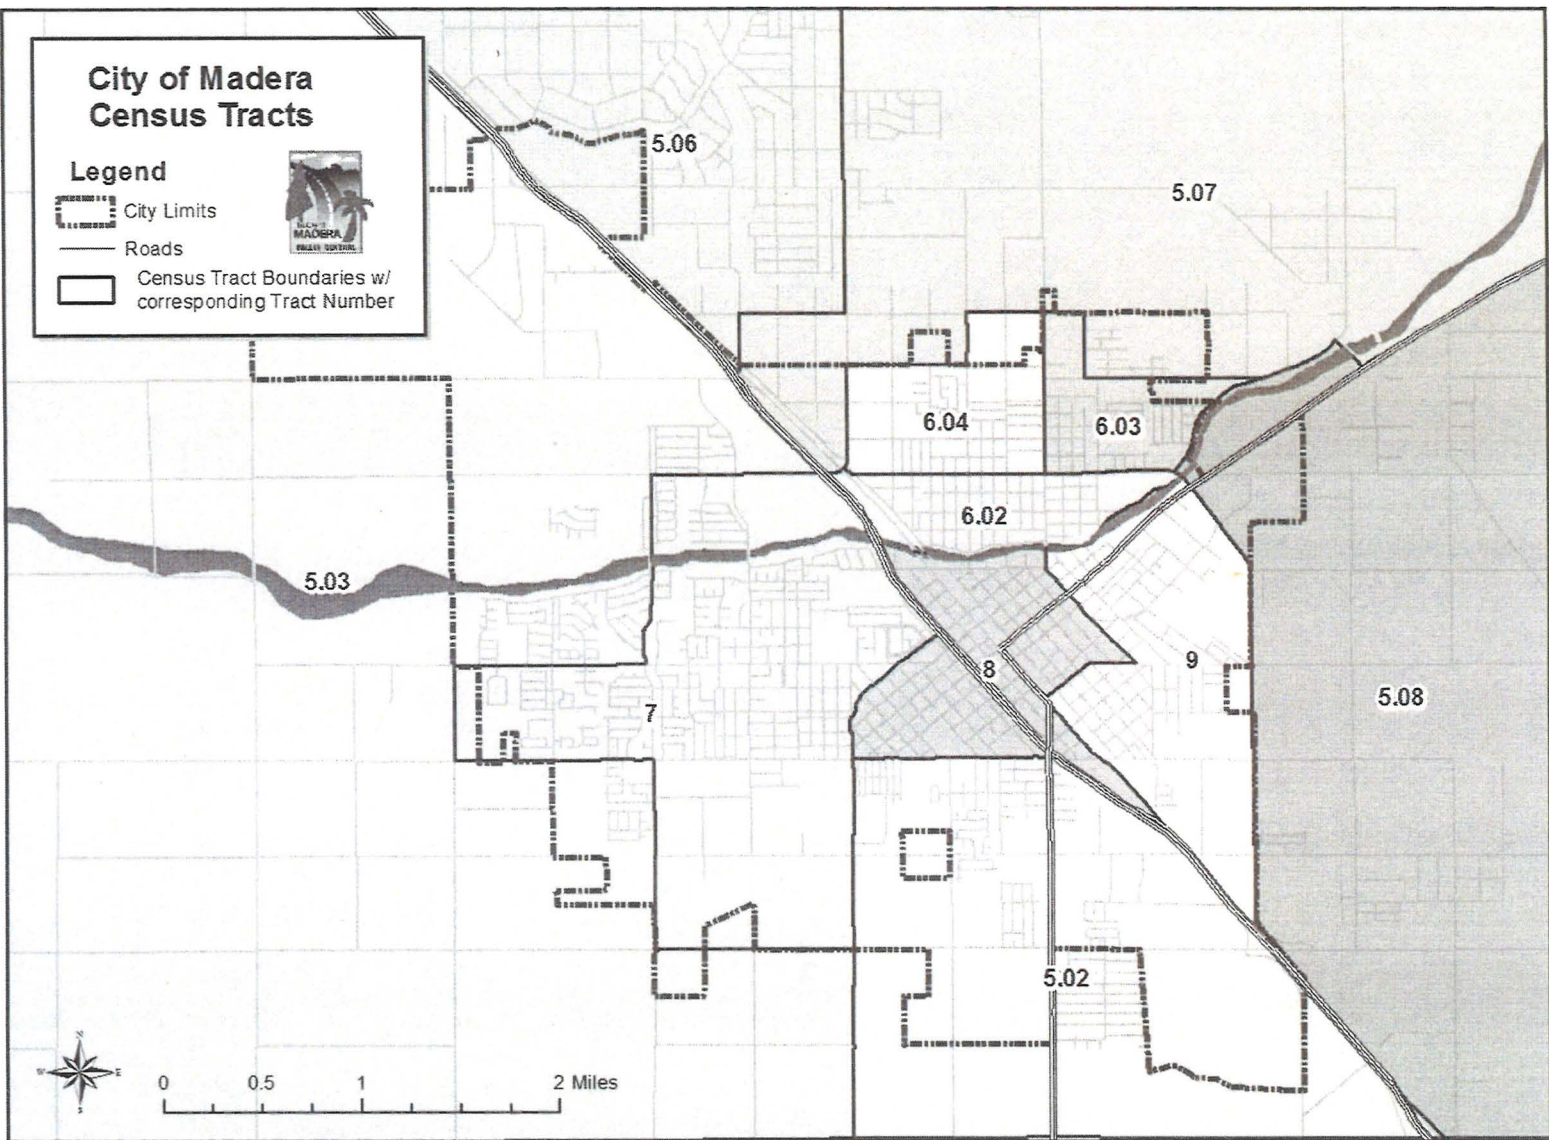 City of Madera
Census Tracts
Legend
City Limits
Roads
Census Tract Boundaries w/
corresponding Tract Number
MADERA
5.06
5.07
6.04
6.03
6.02
5.03
8
9
7
5.08
5.02
N
W
E
S
0 0.5 1 2 Miles